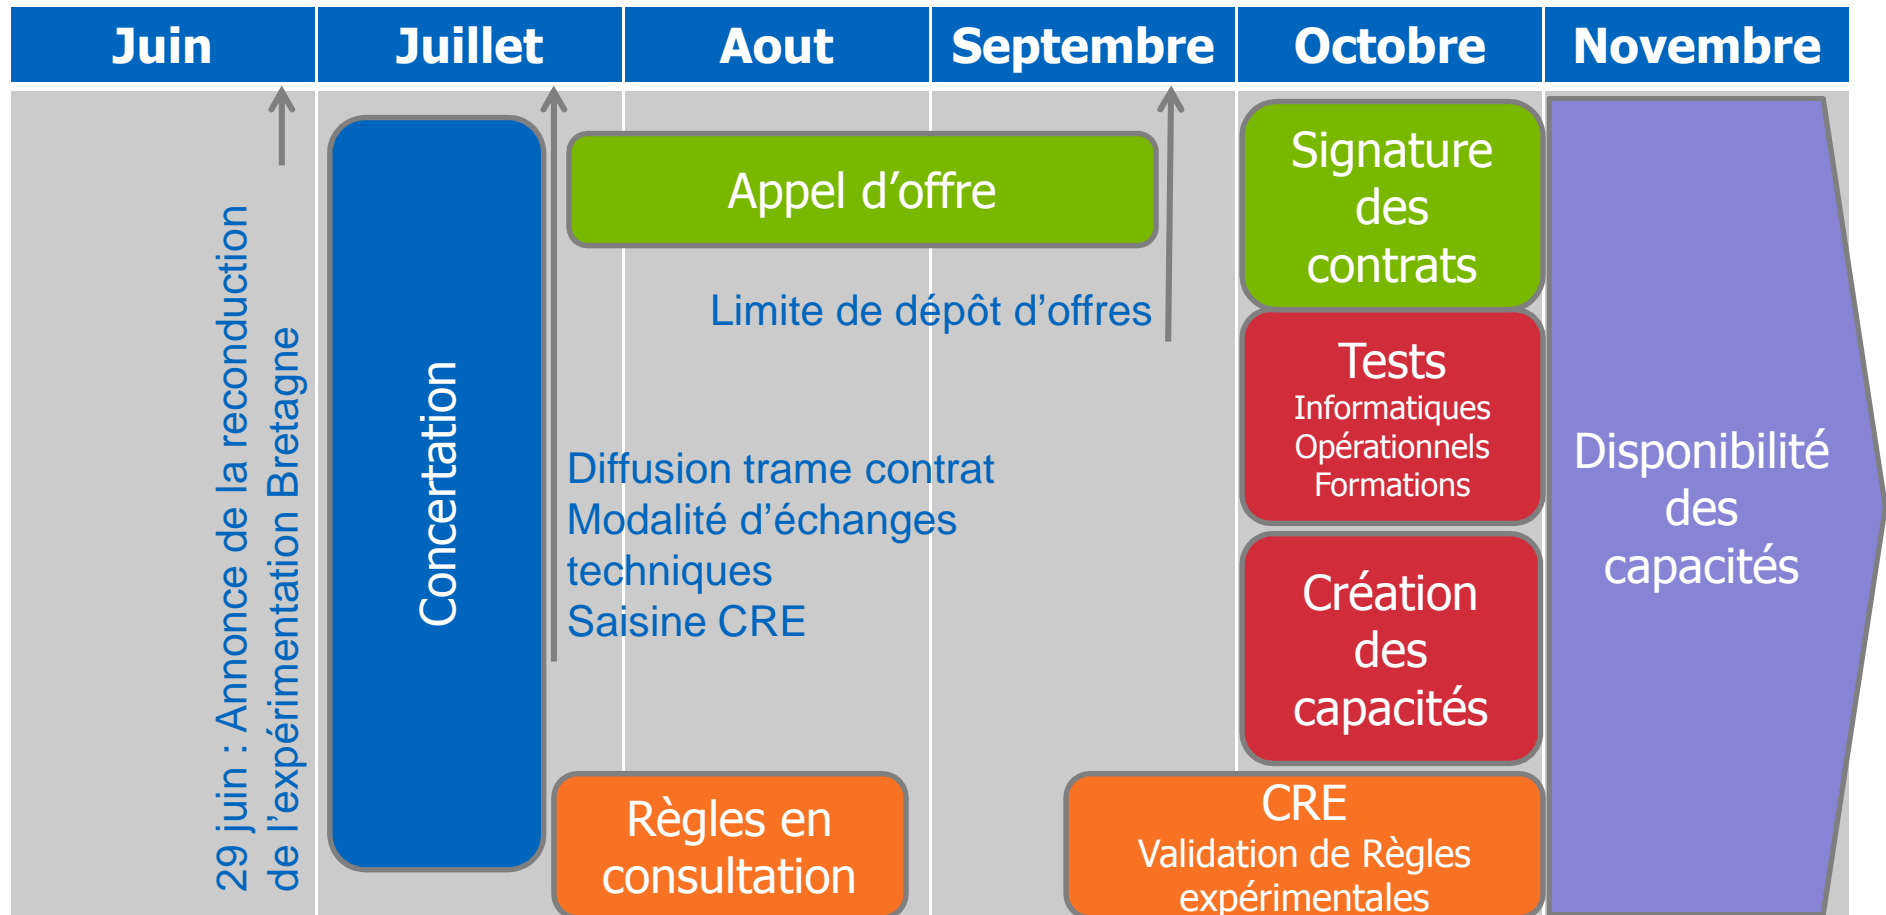 Juin
Juillet
Aout
Septembre
Octobre
Novembre
29 juin : Annonce de la reconduction
de l'expérimentation Bretagne
Concertation
Appel d’offre
Limite de dépôt d’offres
Diffusion trame contrat
Modalité d’échanges
techniques
Saisine CRE
Règles en
consultation
Signature
des
contrats
Tests
Informatiques
Opérationnels
Formations
Création
des
capacités
CRE
Validation de Règles
expérimentales
Disponibilité
des
capacités